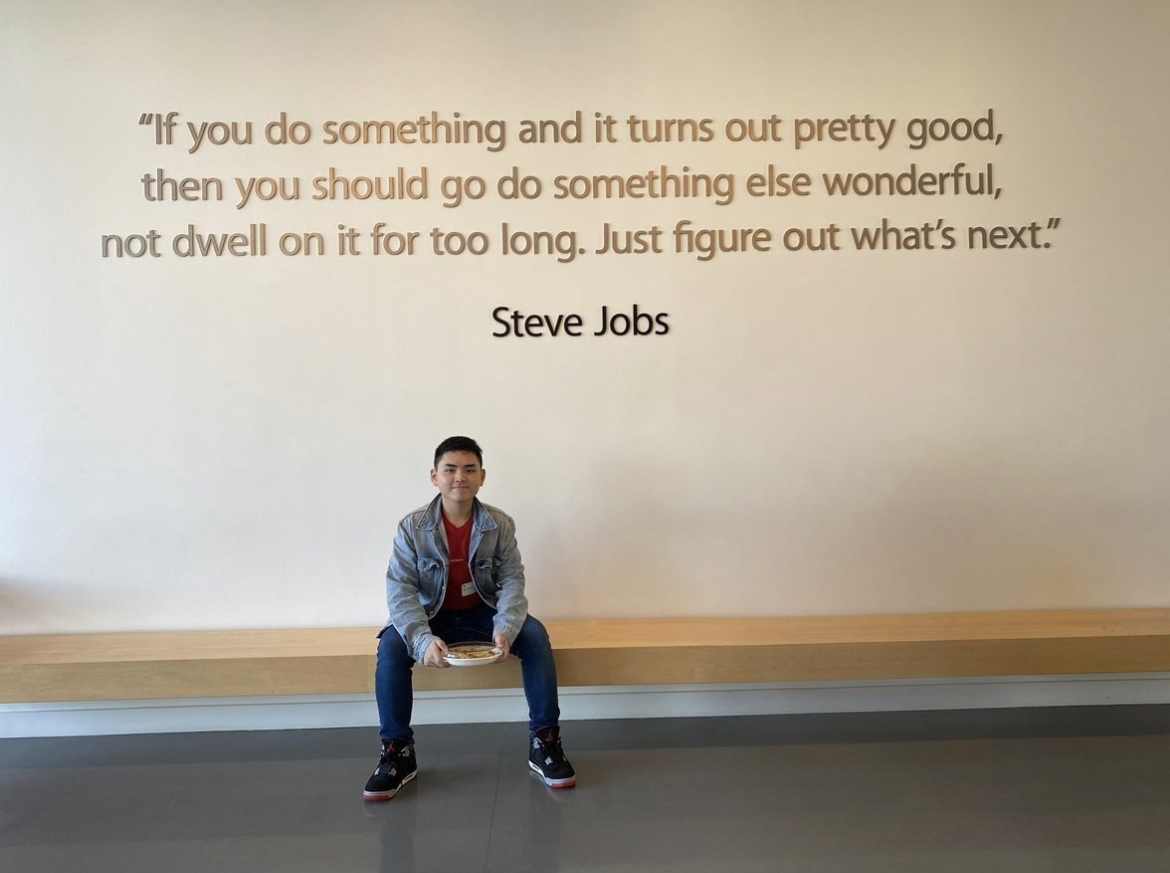 “If you do something and it turns out pretty good,
then you should go do something else wonderful,
not dwell on it for too long. Just figure out what’s next.”
Steve Jobs